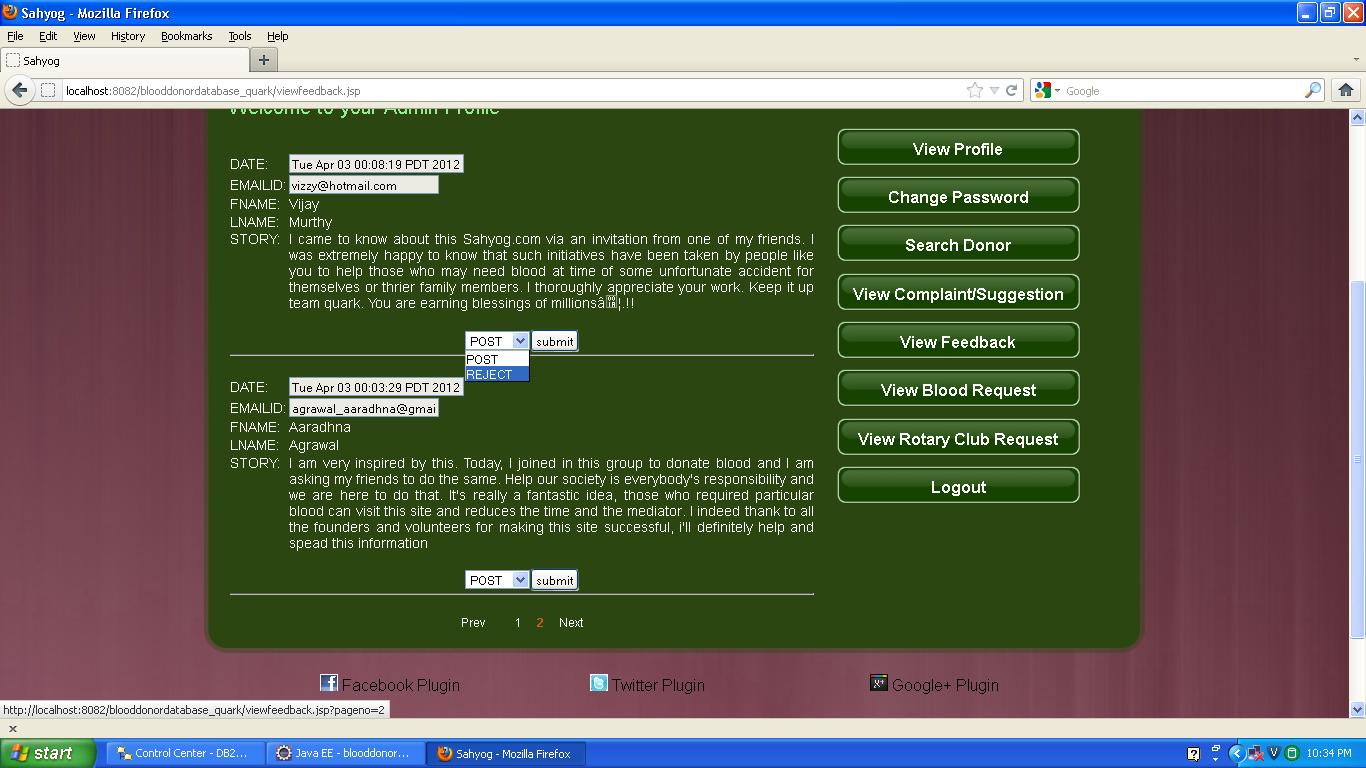 Sahyog - Mozilla Firefox
File Edit View History Bookmarks Tools Help
Sahyog
localhost:8082/blooddonordatabase_quark/viewfeedback.jsp
Google
Welcome to your Admin Profile
DATE: Tue Apr 03 00:08:19 PDT 2012
EMAILID: vizzy@hotmail.com
FNAME: Vijay
LNAME: Murthy
STORY: I came to know about this Sahyog.com via an invitation from one of my friends. I
was extremely happy to know that such initiatives have been taken by people like
you to help those who may need blood at time of some unfortunate accident for
themselves or thrier family members. I thoroughly appreciate your work. Keep it up
team quark. You are earning blessings of millionsâ¦.!!
POST submit
POST
REJECT
DATE: Tue Apr 03 00:03:29 PDT 2012
EMAILID: agrawal_aaradhna@gmai
FNAME: Aaradhna
LNAME: Agrawal
STORY: I am very inspired by this. Today, I joined in this group to donate blood and I am
asking my friends to do the same. Help our society is everybody's responsibility and
we are here to do that. It's really a fantastic idea, those who required particular
blood can visit this site and reduces the time and the mediator. I indeed thank to all
the founders and volunteers for making this site successful, i'll definitely help and
spead this information
POST submit
Prev 1 2 Next
View Profile
Change Password
Search Donor
View Complaint/Suggestion
View Feedback
View Blood Request
View Rotary Club Request
Logout
Facebook Plugin Twitter Plugin Google+ Plugin
http://localhost:8082/blooddonordatabase_quark/viewfeedback.jsp?pageno=2
start Control Center - DB2... Java EE - blooddonor... Sahyog - Mozilla Firefox 10:34 PM